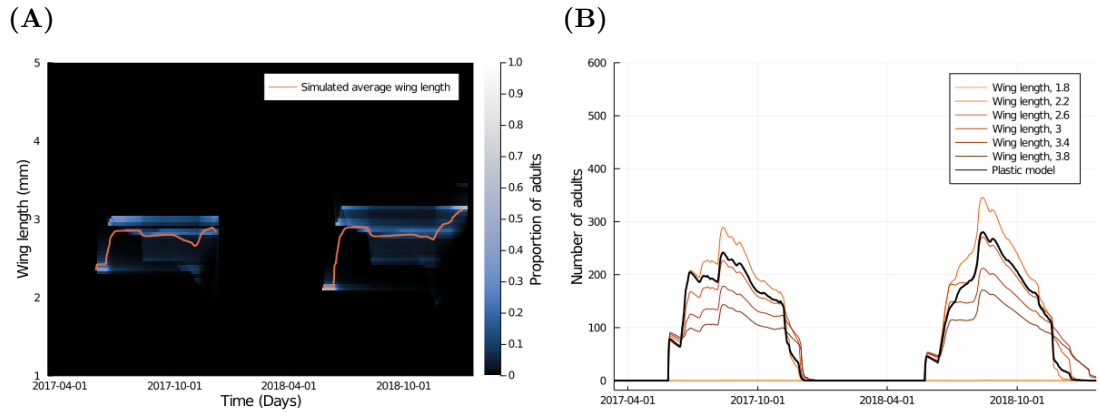 (A)
5
4
3
2
1
Wing length (mm)
Simulated average wing length
2017-04-01 2017-10-01 2018-04-01 2018-10-01
Time (Days)
1.0
0.9
0.8
0.7
0.6
0.5
0.4
0.3
0.2
0.1
0
Proportion of adults
(B)
600
500
400
300
200
100
0
Number of adults
Wing length, 1.8
Wing length, 2.2
Wing length, 2.6
Wing length, 3
Wing length, 3.4
Wing length, 3.8
Plastic model
2017-04-01 2017-10-01 2018-04-01 2018-10-01